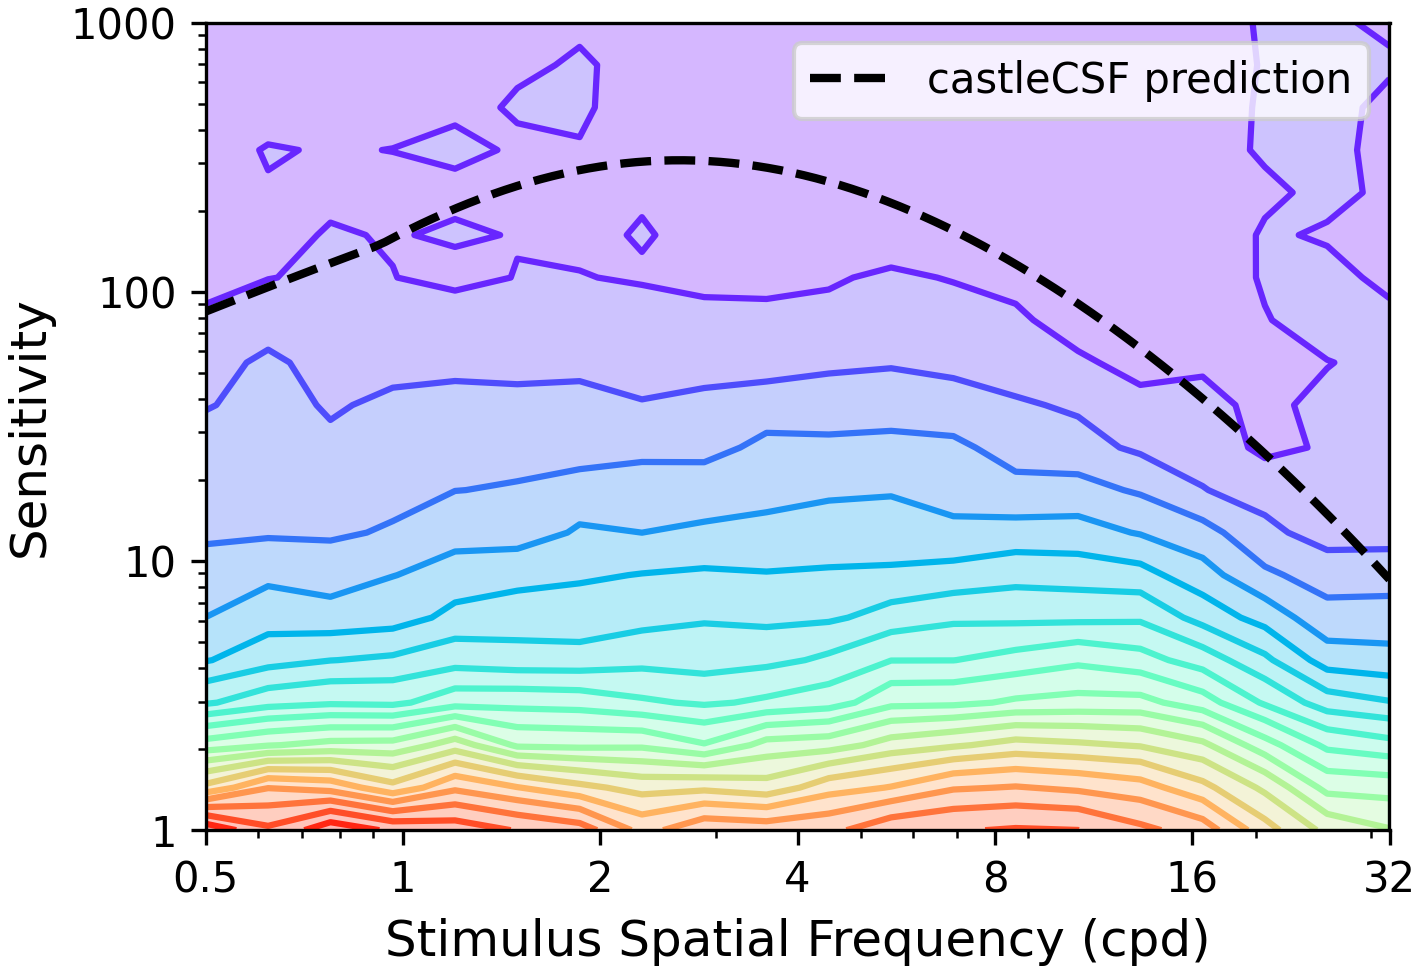 1000
100
10
1
Sensitivity
castleCSF prediction
0.5 1 2 4 8 16 32
Stimulus Spatial Frequency (cpd)